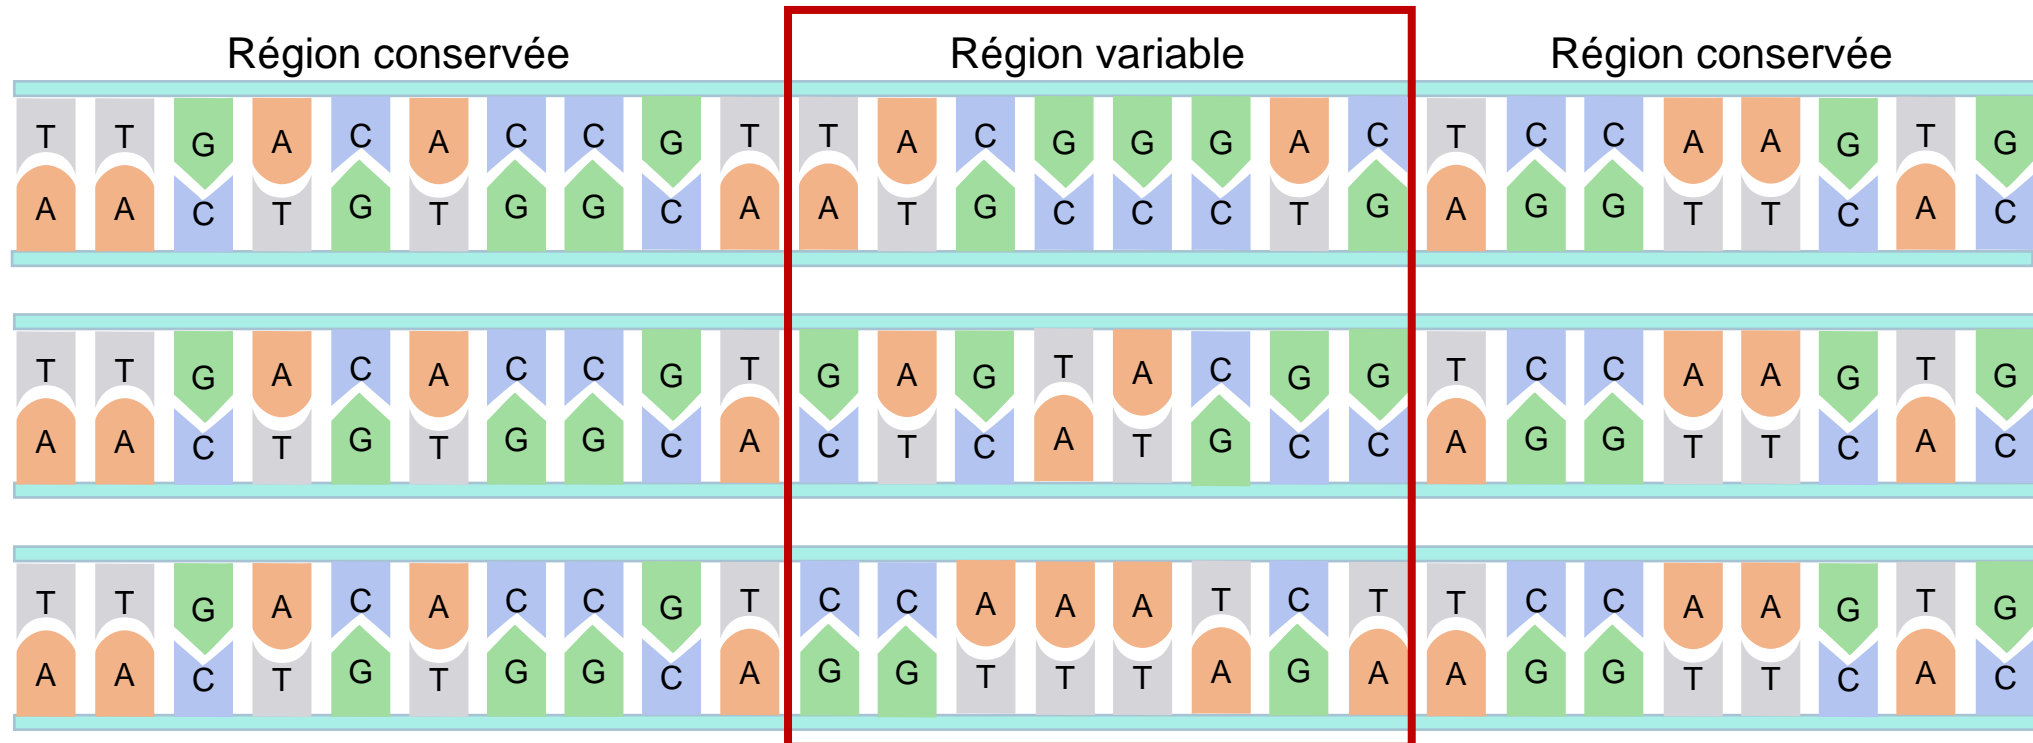 Région conservée Région variable Région conservée
T T G A C A C C G T T A C G G G A C T C C A A G T G
A A C T G T G G C A A T G C C C T G A G G T T C A C
T T G A C A C C G T G A G T A C G G T C C A A G T G
A A C T G T G G C A C T C A T G C C A G G T T C A C
T T G A C A C C G T C C A A A T C T T C C A A G T G
A A C T G T G G C A G G T T T A G A A G G T T C A C